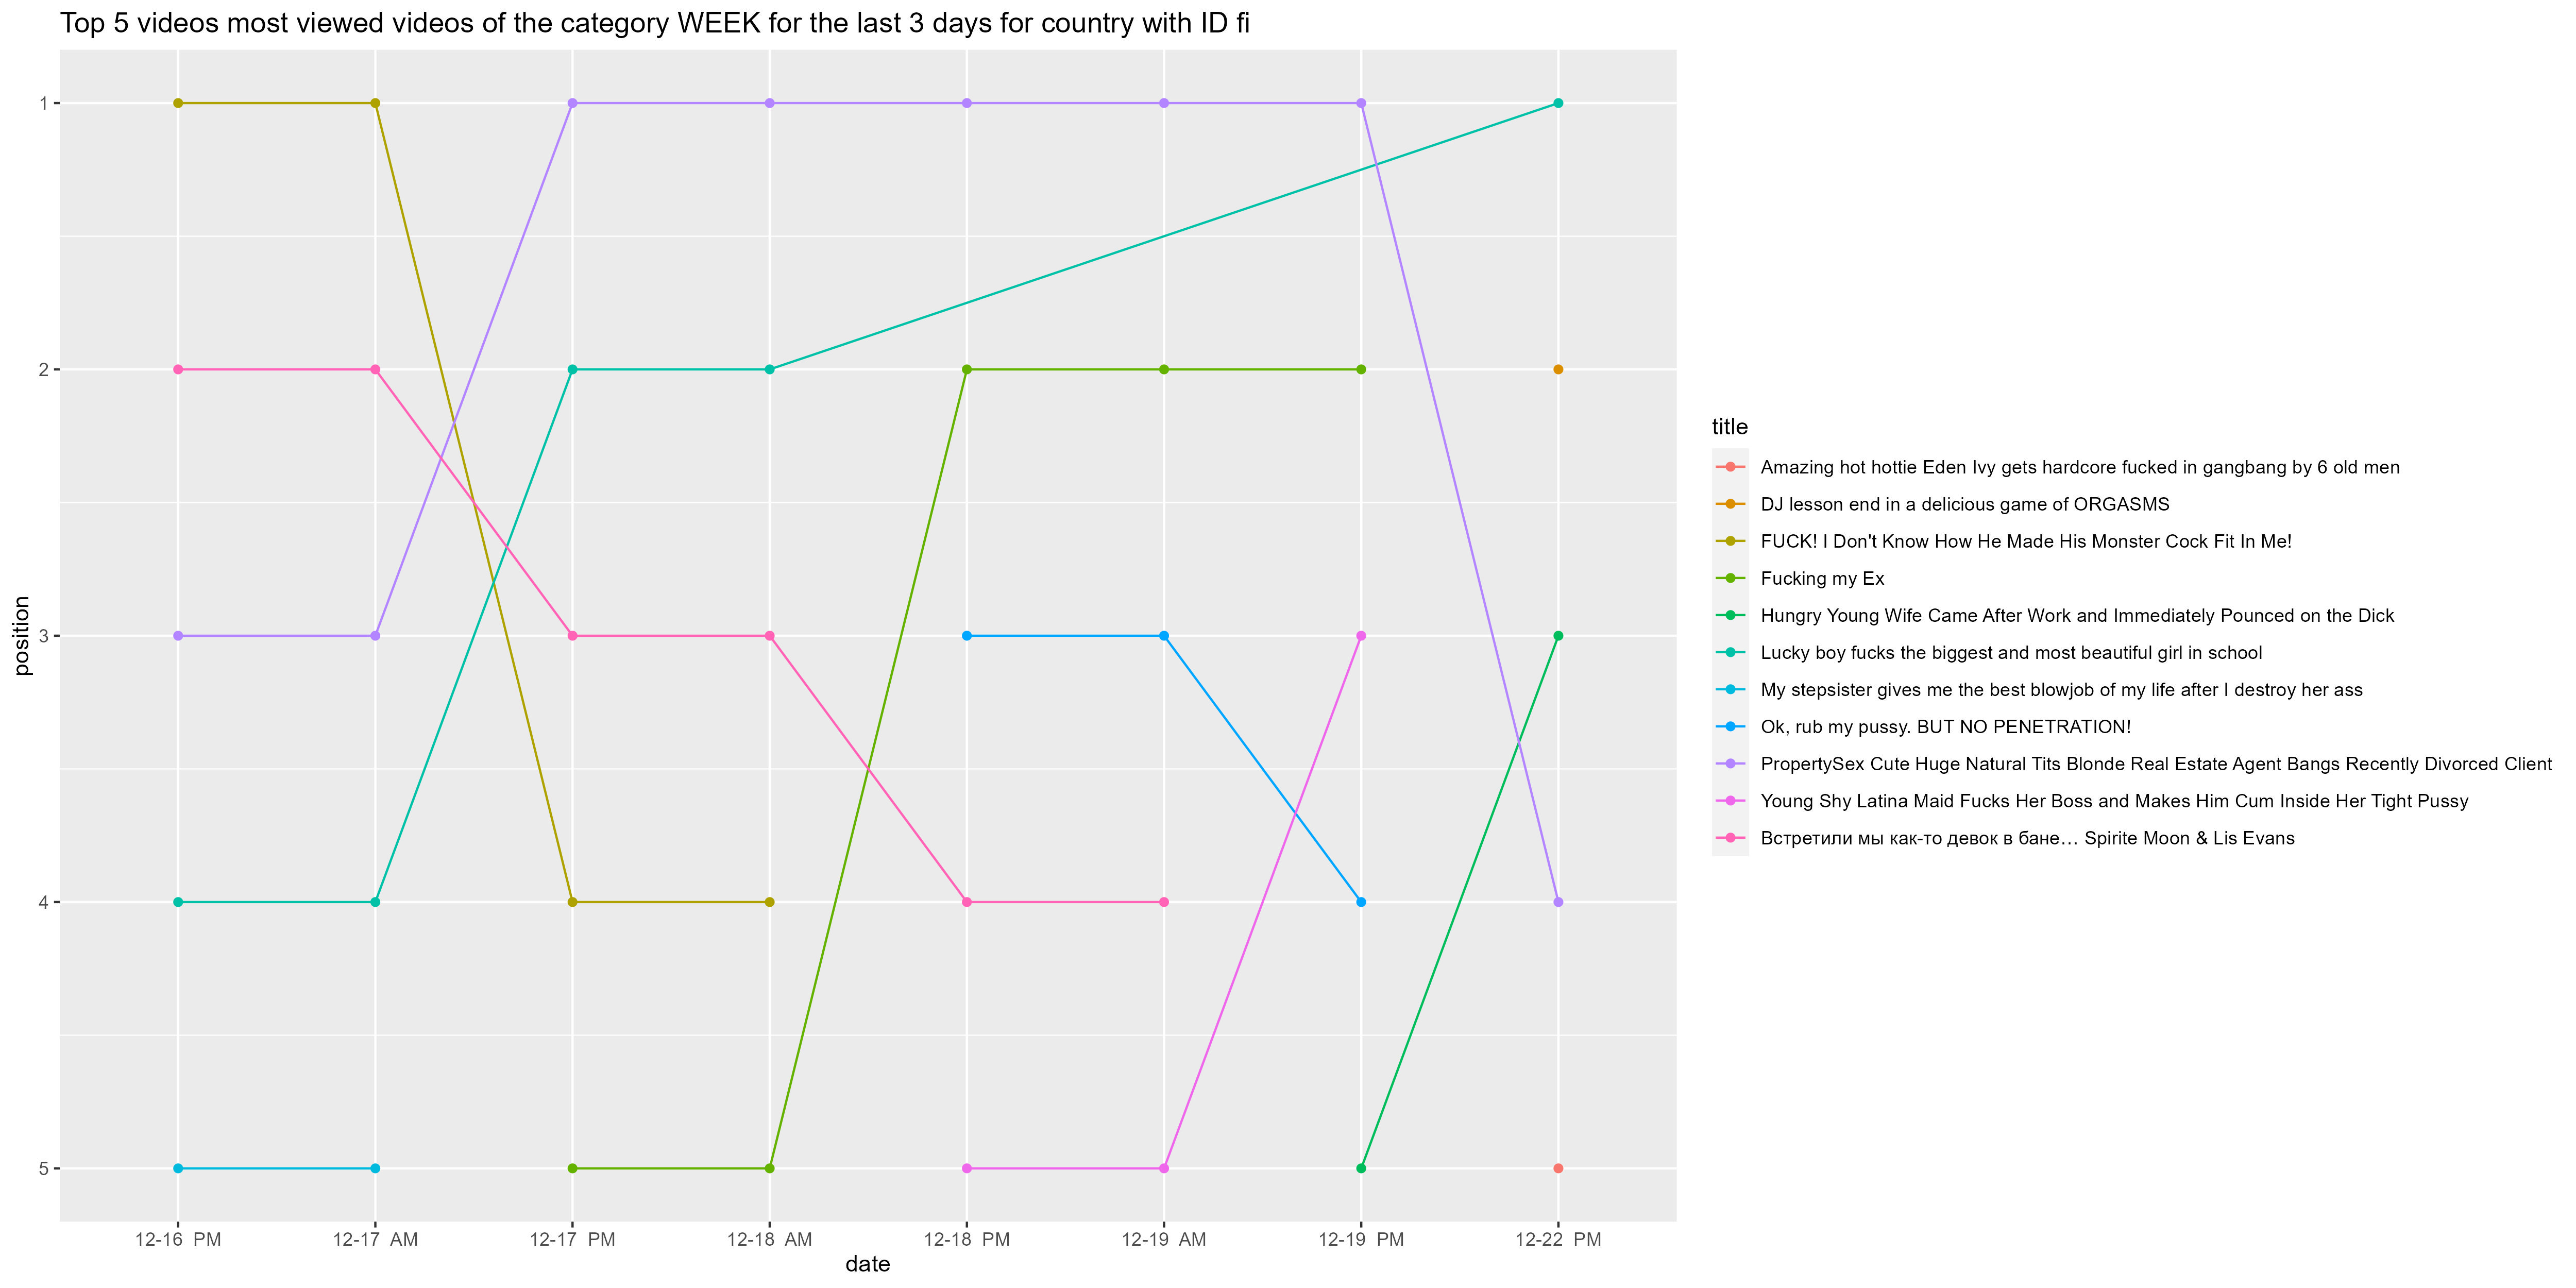 Top 5 videos most viewed videos of the category WEEK for the last 3 days for country with ID fi
1
2
3
4
5
position
12-16 PM
12-17 AM
12-17 PM
12-18 AM
12-18 PM
12-19 AM
12-19 PM
12-22 PM
date
title
Amazing hot hottie Eden Ivy gets hardcore fucked in gangbang by 6 old men
DJ lesson end in a delicious game of ORGASMS
FUCK! I Don't Know How He Made His Monster Cock Fit In Me!
Fucking my Ex
Hungry Young Wife Came After Work and Immediately Pounced on the Dick
Lucky boy fucks the biggest and most beautiful girl in school
My stepsister gives me the best blowjob of my life after I destroy her ass
Ok, rub my pussy. BUT NO PENETRATION!
PropertySex Cute Huge Natural Tits Blonde Real Estate Agent Bangs Recently Divorced Client
Young Shy Latina Maid Fucks Her Boss and Makes Him Cum Inside Her Tight Pussy
Встретили мы как-то девок в бане… Spirite Moon & Lis Evans